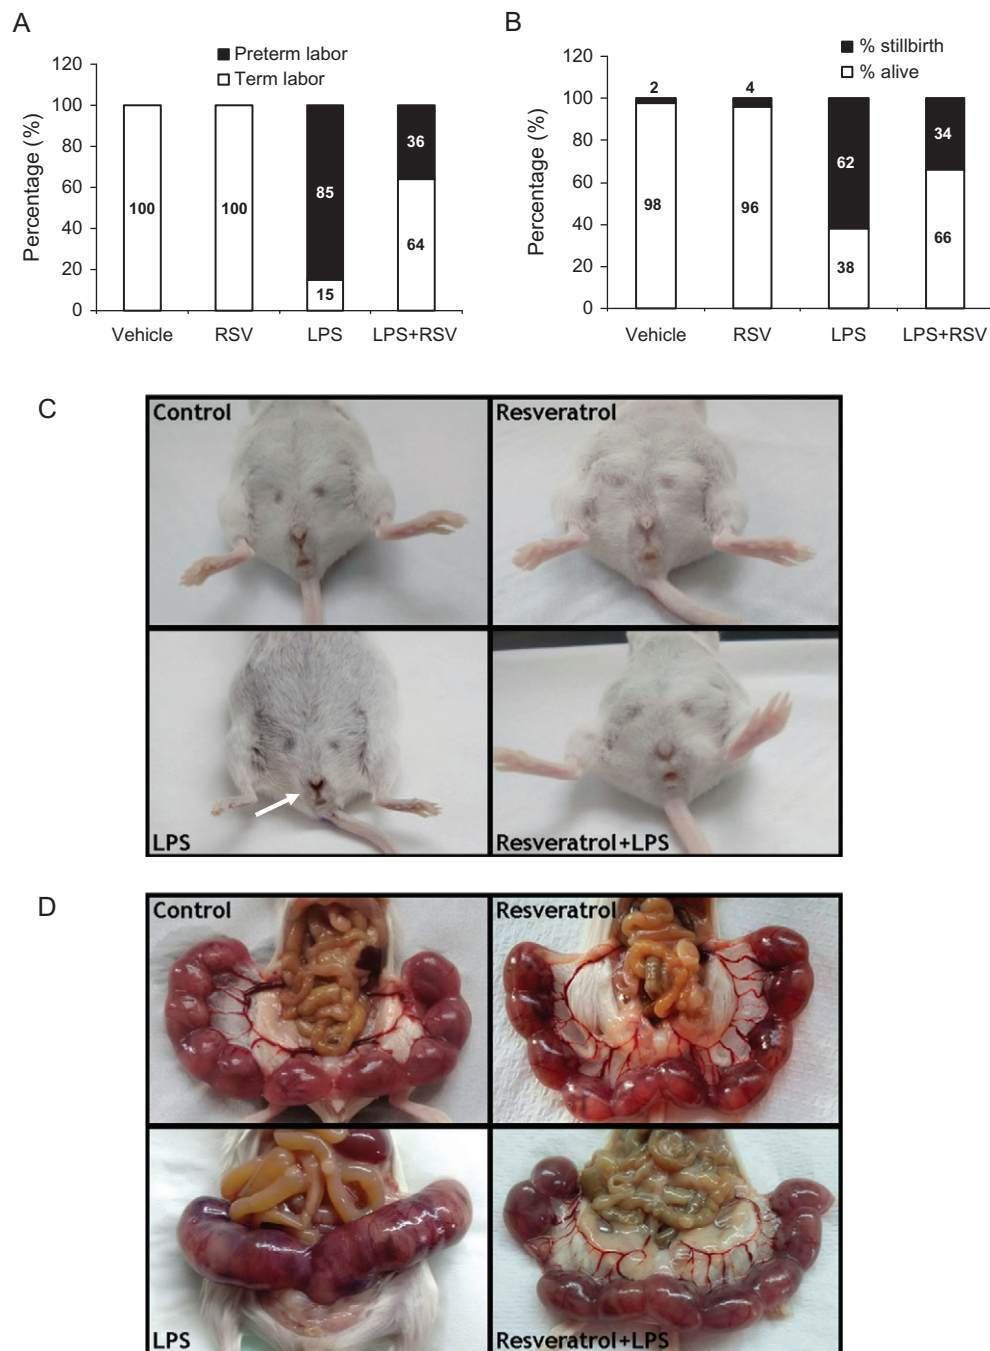 A
Preterm labor
Term labor
Percentage (%)
120
100
80
60
40
20
0
100
100
85
15
36
64
Vehicle RSV LPS LPS+RSV
B
% stillbirth
% alive
Percentage (%)
120
100
80
60
40
20
0
2
98
4
96
62
38
34
66
Vehicle RSV LPS LPS+RSV
C
Control
Resveratrol
LPS
Resveratrol+LPS
D
Control
Resveratrol
LPS
Resveratrol+LPS